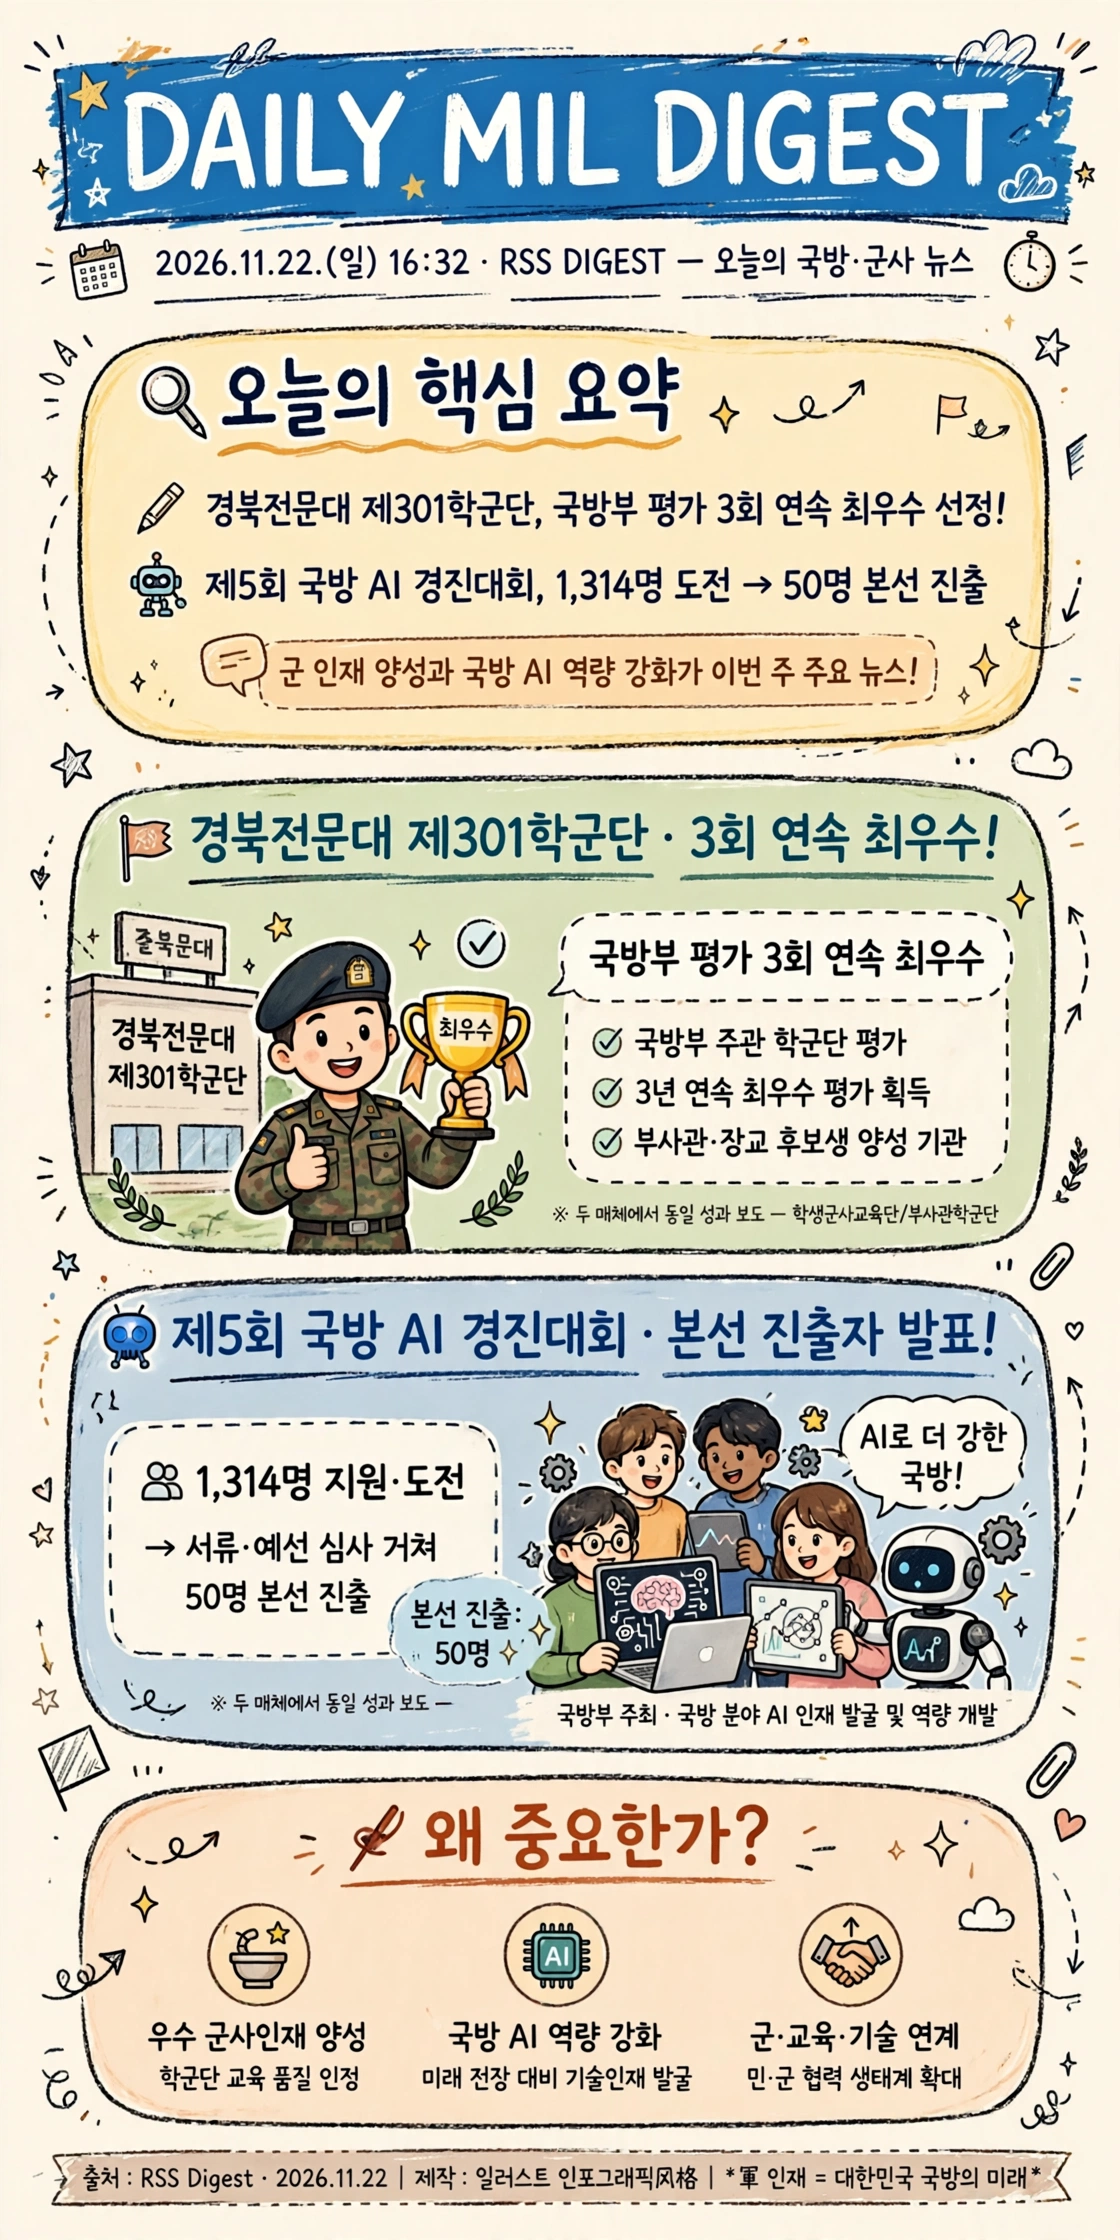 DAILY MIL DIGEST
2026.11.22.(일) 16:32 · RSS DIGEST — 오늘의 국방·군사 뉴스
오늘의 핵심 요약
경북전문대 제301학군단, 국방부 평가 3회 연속 최우수 선정!
제5회 국방 AI 경진대회, 1,314명 도전 → 50명 본선 진출
군 인재 양성과 국방 AI 역량 강화가 이번 주 주요 뉴스!
경북전문대 제301학군단 · 3회 연속 최우수!
줄북문대
경북전문대
제301학군단
최우수
국방부 평가 3회 연속 최우수
국방부 주관 학군단 평가
3년 연속 최우수 평가 획득
부사관·장교 후보생 양성 기관
※ 두 매체에서 동일 성과 보도 — 학생군사교육단/부사관학군단
제5회 국방 AI 경진대회 · 본선 진출자 발표!
1,314명 지원·도전
→ 서류·예선 심사 거쳐
50명 본선 진출
본선 진출:
50명
AI로 더 강한
국방!
※ 두 매체에서 동일 성과 보도 —
국방부 주최 · 국방 분야 AI 인재 발굴 및 역량 개발
왜 중요한가?
AI
우수 군사인재 양성
학군단 교육 품질 인정
국방 AI 역량 강화
미래 전장 대비 기술인재 발굴
군·교육·기술 연계
민·군 협력 생태계 확대
출처 : RSS Digest · 2026.11.22 | 제작 : 일러스트 인포그래픽风格 | *軍 인재 = 대한민국 국방의 미래*